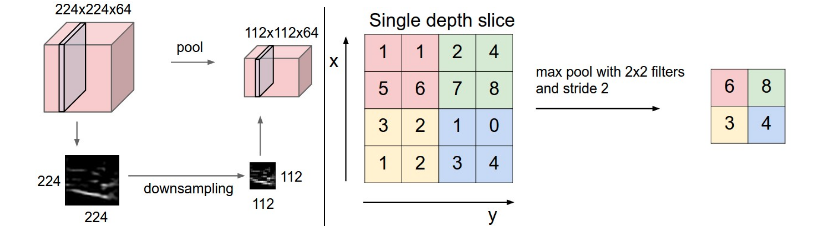 224x224x64
pool
112x112x64
224
224
downsampling
112
112
Single depth slice
x
1 1 2 4
5 6 7 8
3 2 1 0
1 2 3 4
y
max pool with 2x2 filters
and stride 2
6 8
3 4